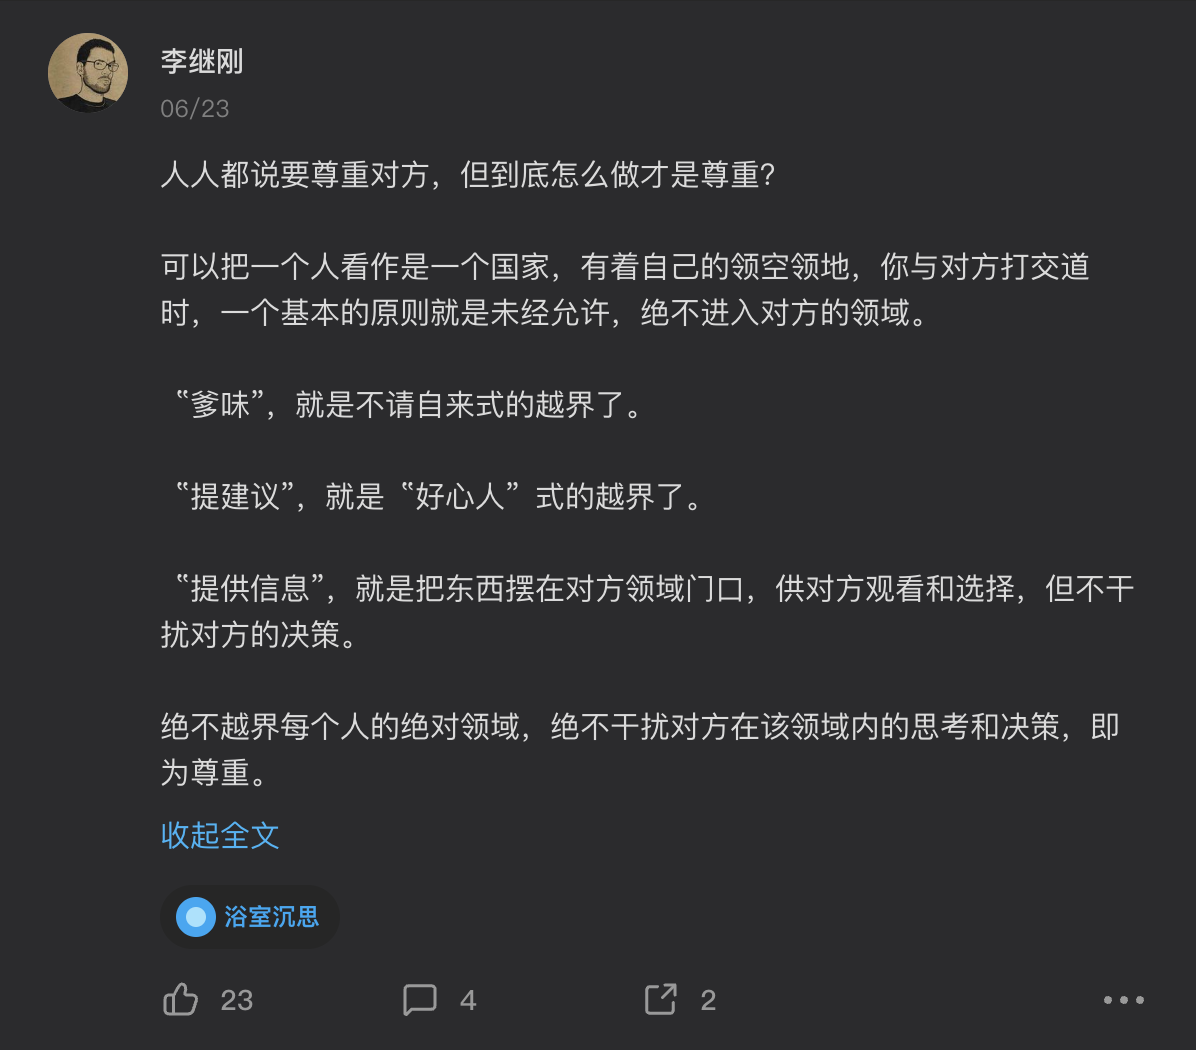 李继刚
06/23
人人都说要尊重对方，但到底怎么做才是尊重？
可以把一个人看作是一个国家，有着自己的领空领地，你与对方打交道
时，一个基本的原则就是未经允许，绝不进入对方的领域。
“爹味”，就是不请自来式的越界了。
“提建议”，就是“好心人”式的越界了。
“提供信息”，就是把东西摆在对方领域门口，供对方观看和选择，但不干
扰对方的决策。
绝不越界每个人的绝对领域，绝不干扰对方在该领域内的思考和决策，即
为尊重。
收起全文
浴室沉思
23 4 2